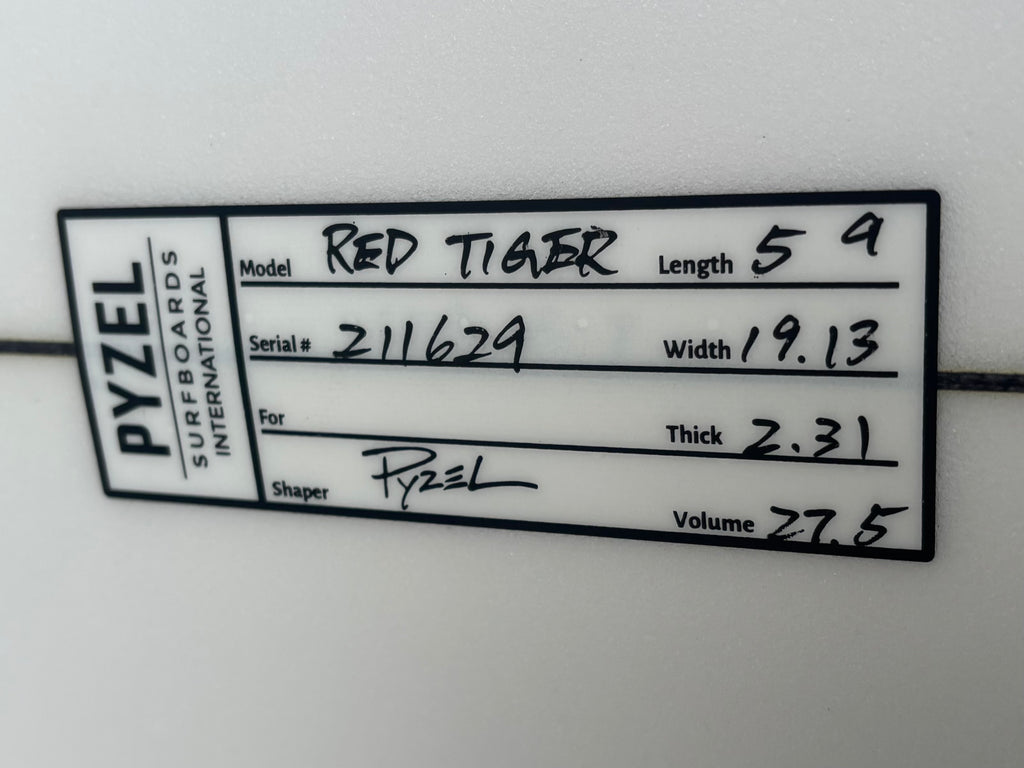 PYZEL
SURFBOARDS
INTERNATIONAL
Model RED TIGER Length 5 9
Serial# 211629 Width 19.13
For Thick 2.31
Shaper PYZEL Volume 27.5